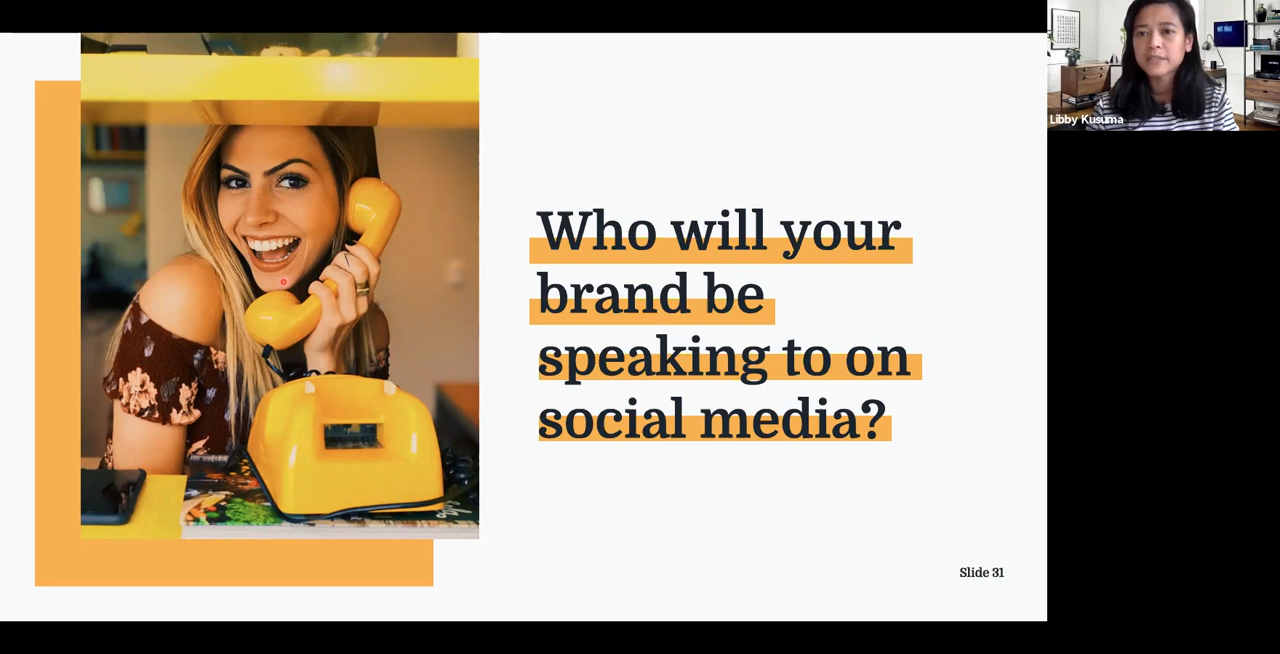 Who will your
brand be
speaking to on
social media?
Slide 31
Libby Kusuma